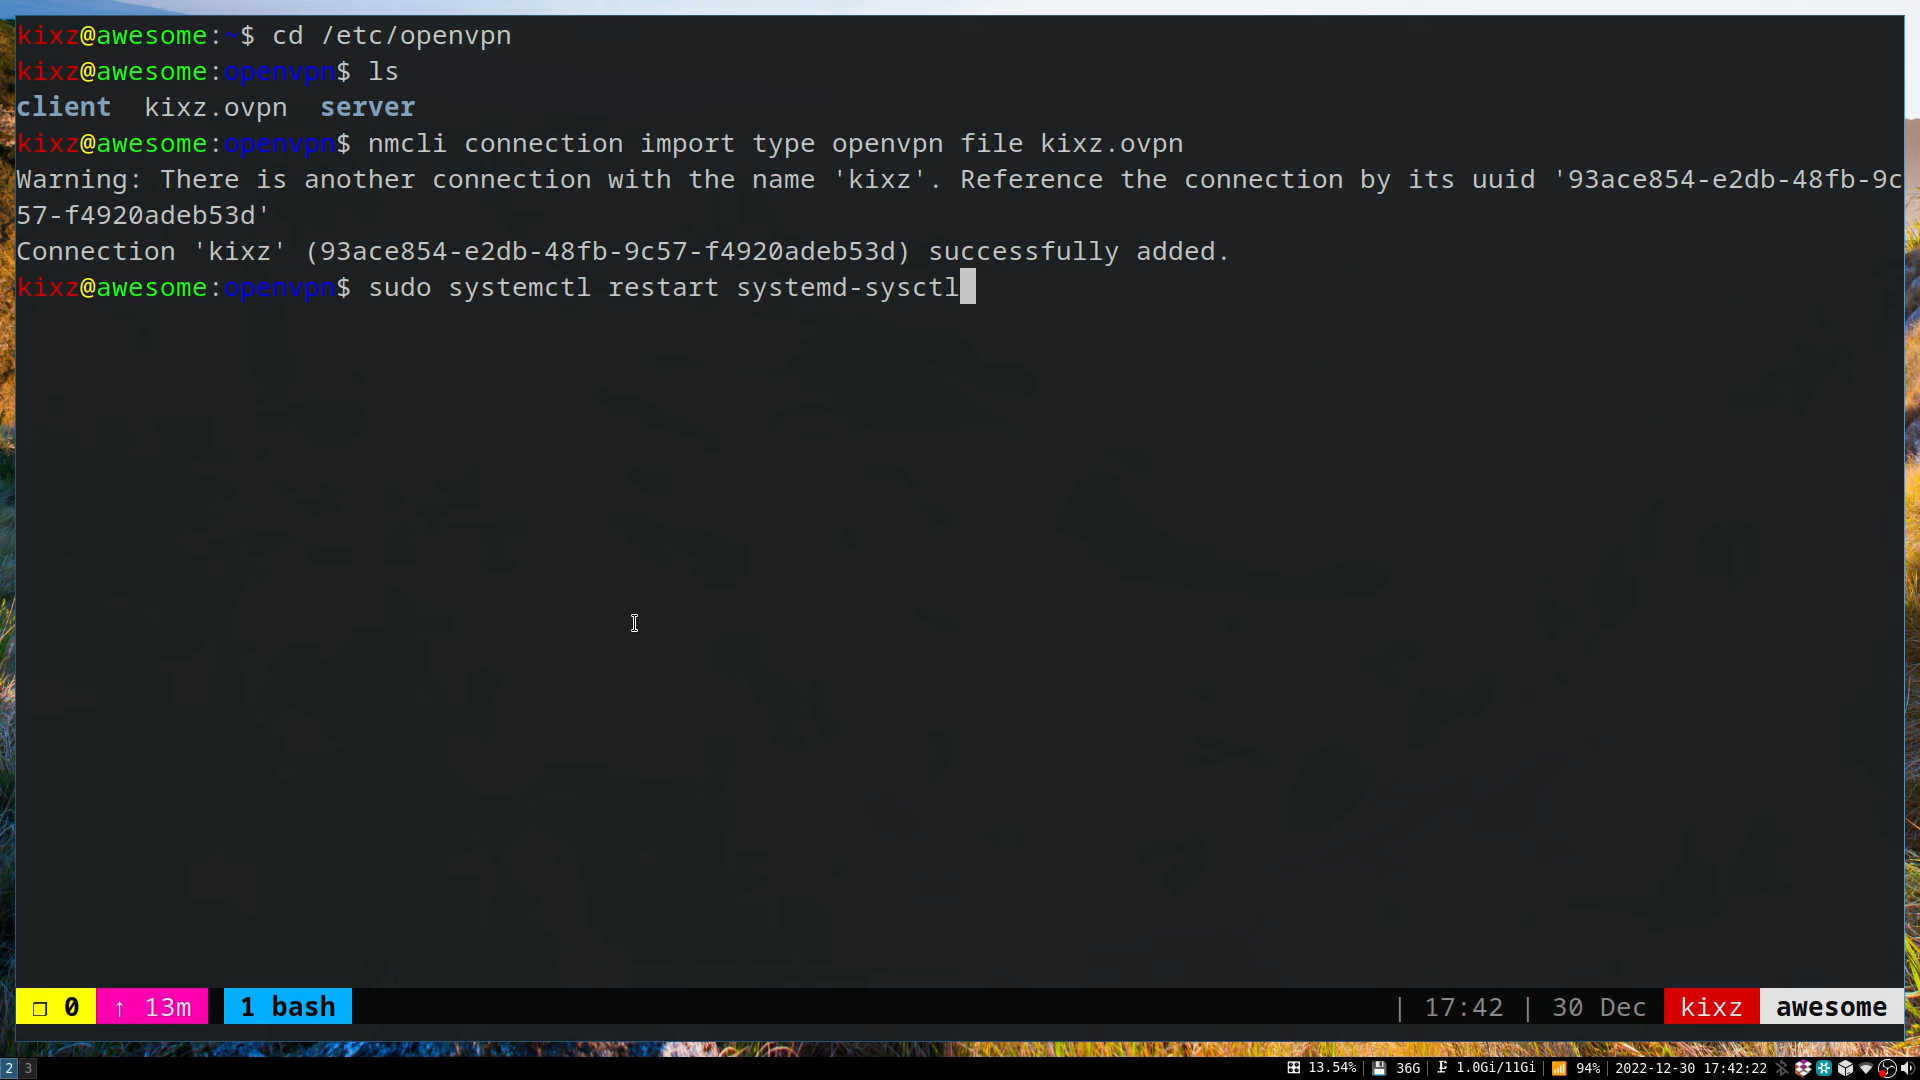 kixz@awesome:~$ cd /etc/openvpn
kixz@awesome:openvpn$ ls
client  kixz.ovpn  server
kixz@awesome:openvpn$ nmcli connection import type openvpn file kixz.ovpn
Warning: There is another connection with the name 'kixz'. Reference the connection by its uuid '93ace854-e2db-48fb-9c
57-f4920adeb53d'
Connection 'kixz' (93ace854-e2db-48fb-9c57-f4920adeb53d) successfully added.
kixz@awesome:openvpn$ sudo systemctl restart systemd-sysctl
❐ 0 ↑ 13m 1 bash | 17:42 | 30 Dec kixz awesome
2 3 13.54% | 36G | 1.0Gi/11Gi | 94% | 2022-12-30 17:42:22